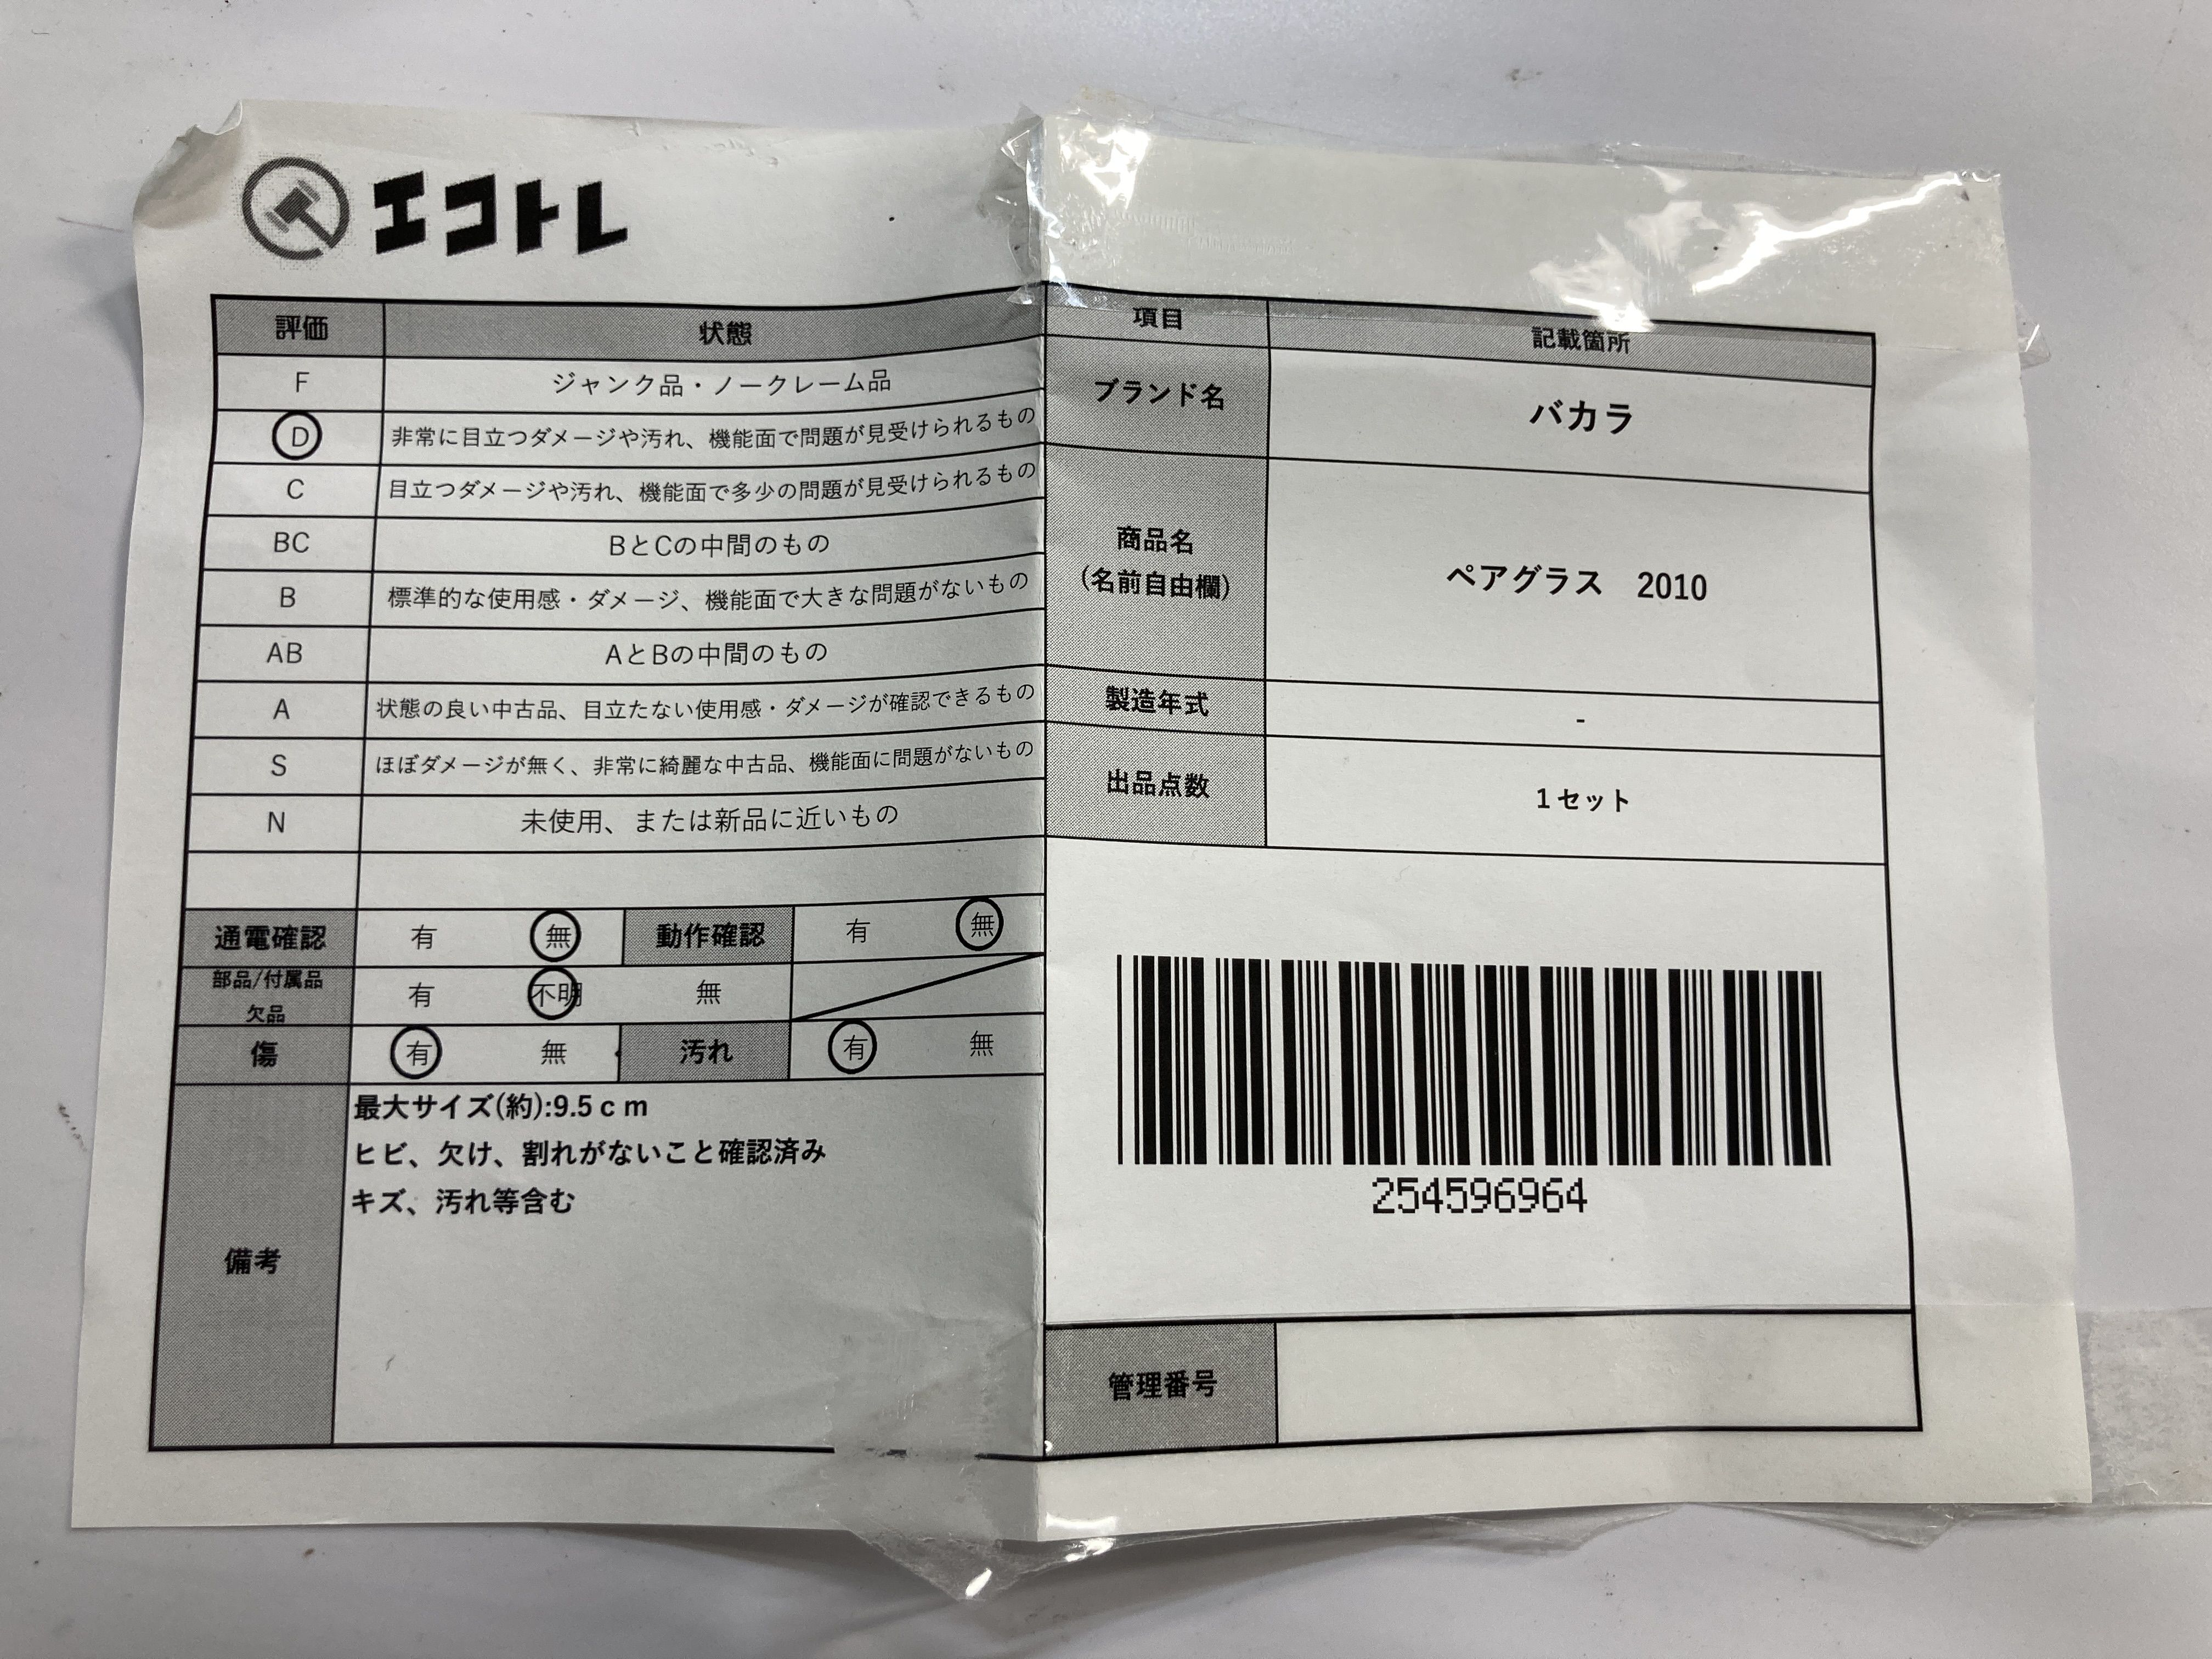 エコトレ
評価 状態
F ジャンク品・ノークレーム品
D 非常に目立つダメージや汚れ、機能面で問題が見受けられるもの
C 目立つダメージや汚れ、機能面で多少の問題が見受けられるもの
BC BとCの中間のもの
B 標準的な使用感・ダメージ、機能面で大きな問題がないもの
AB AとBの中間のもの
A 状態の良い中古品、目立たない使用感・ダメージが確認できるもの
S ほぼダメージが無く、非常に綺麗な中古品、機能面に問題がないもの
N 未使用、または新品に近いもの
通電確認 有 無 動作確認 有 無
部品/付属品
欠品 有 不明 無
傷 有 無 汚れ 有 無
備考
最大サイズ(約):9.5ｃｍ
ヒビ、欠け、割れがないこと確認済み
キズ、汚れ等含む
項目 記載箇所
ブランド名 バカラ
商品名
(名前自由欄)
ペアグラス　2010
製造年式 -
出品点数 1セット
254596964
管理番号